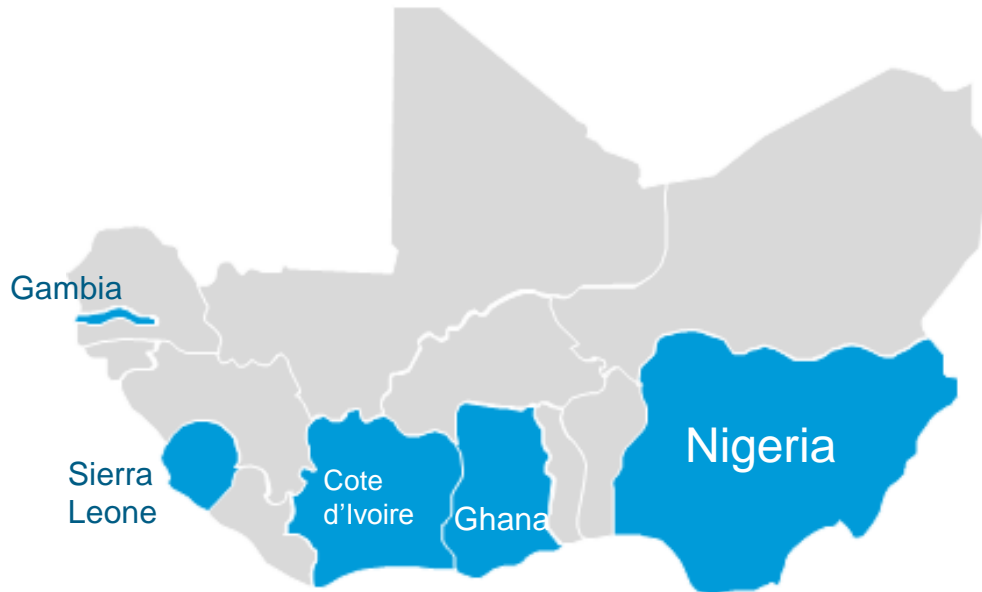 Gambia
Nigeria
Sierra
Leone
Cote
d'Ivoire
Ghana